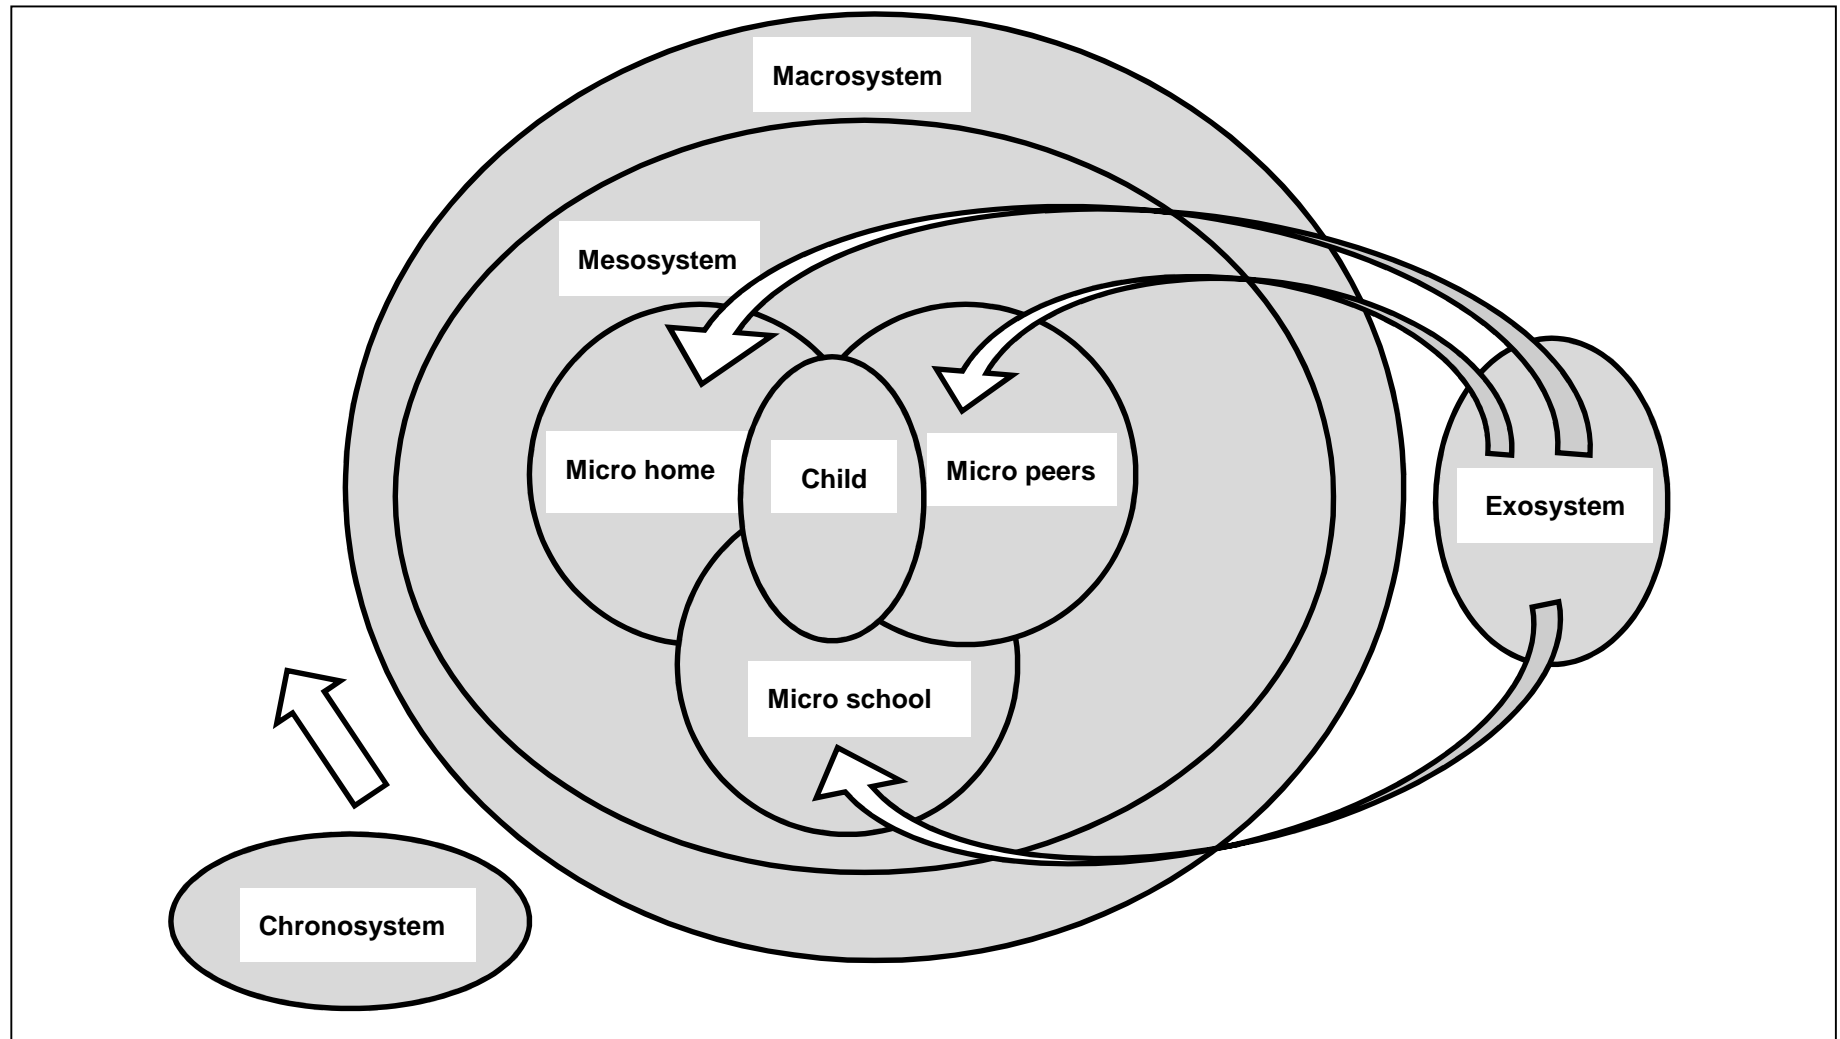 Macrosystem
Mesosystem
Micro home
Child
Micro peers
Exosystem
Micro school
Chronosystem